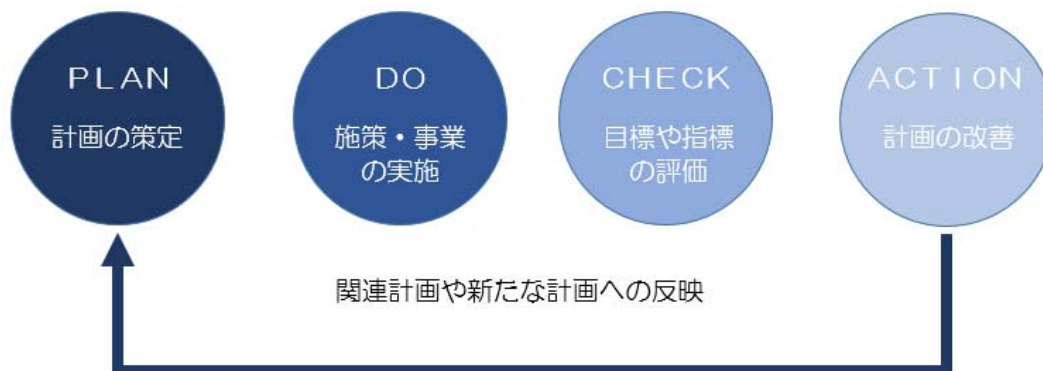 ＰＬＡＮ
計画の策定
ＤＯ
施策・事業
の実施
ＣＨＥＣＫ
目標や指標
の評価
ＡＣＴＩＯＮ
計画の改善
関連計画や新たな計画への反映